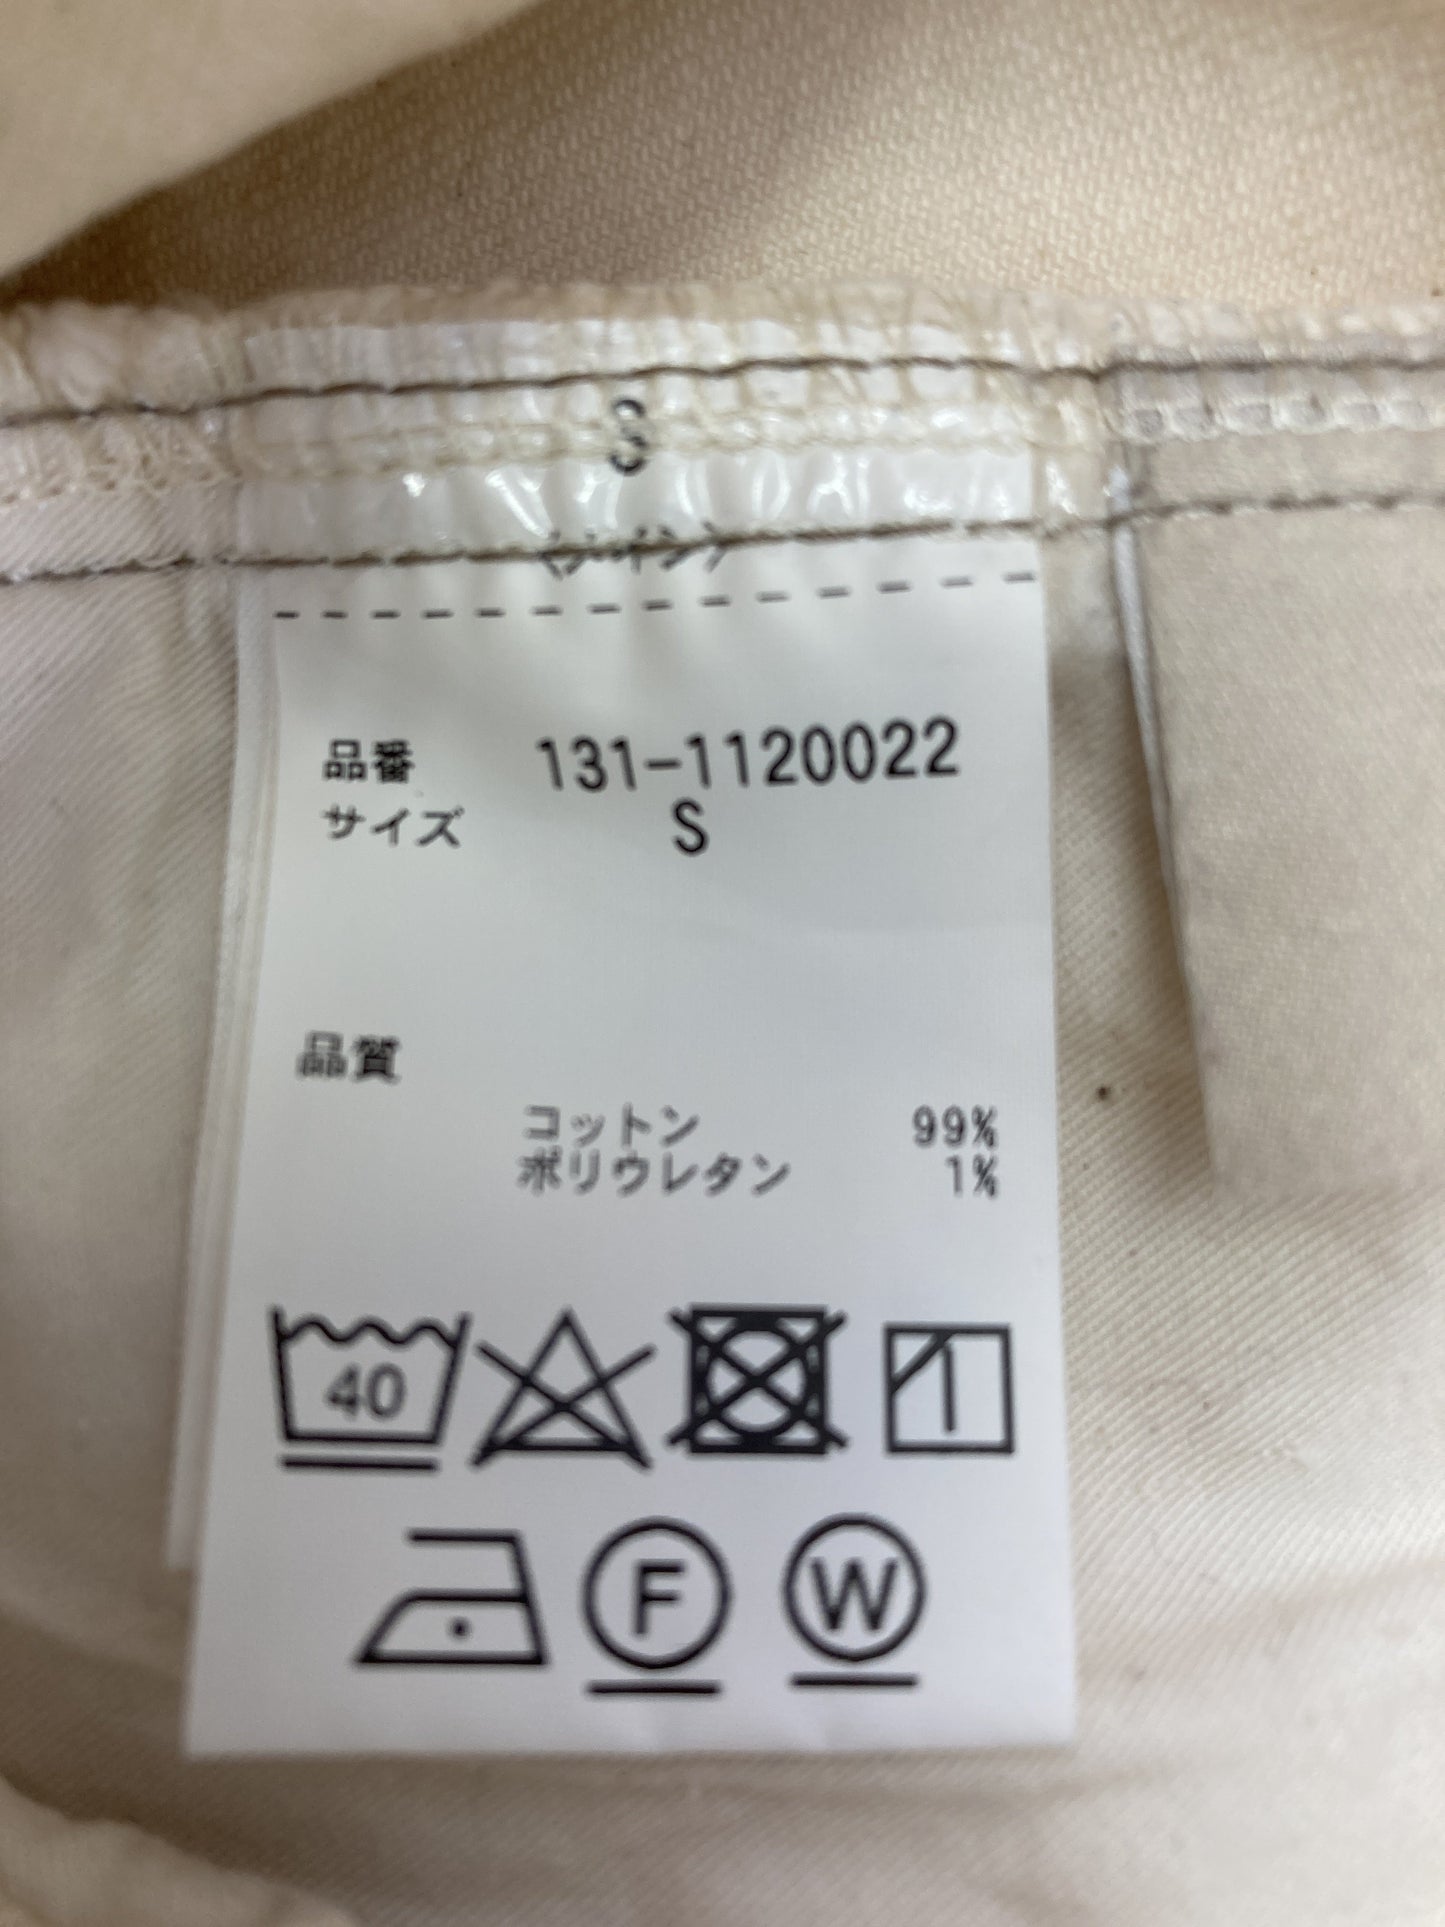 S
品番 131-1120022
サイズ S
品質
コットン 99%
ポリウレタン 1%
40
F W